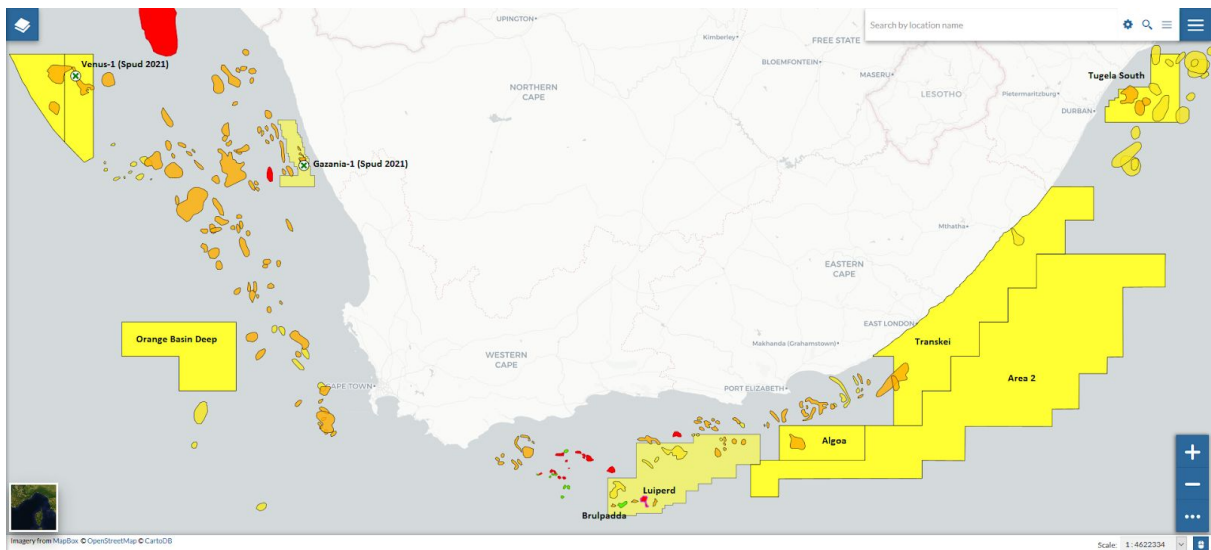 Search by location name
UPINGTON
Kimberley
FREE STATE
Venus-1 (Spud 2021)
BLOEMFONTEIN
MASERU
Tugela South
NORTHERN
CAPE
LESOTHO
Pietermaritzburg
DURBAN
Gazania-1 (Spud 2021)
Mthatha
EASTERN
CAPE
EAST LONDON
Orange Basin Deep
Transkei
Makhanda (Grahamstown)
WESTERN
CAPE
Area 2
CAPE TOWN
PORT ELIZABETH
Algoa
Luiperd
Brulpadda
Imagery from MapBox © OpenStreetMap © CartoDB
Scale: 1 : 4622334